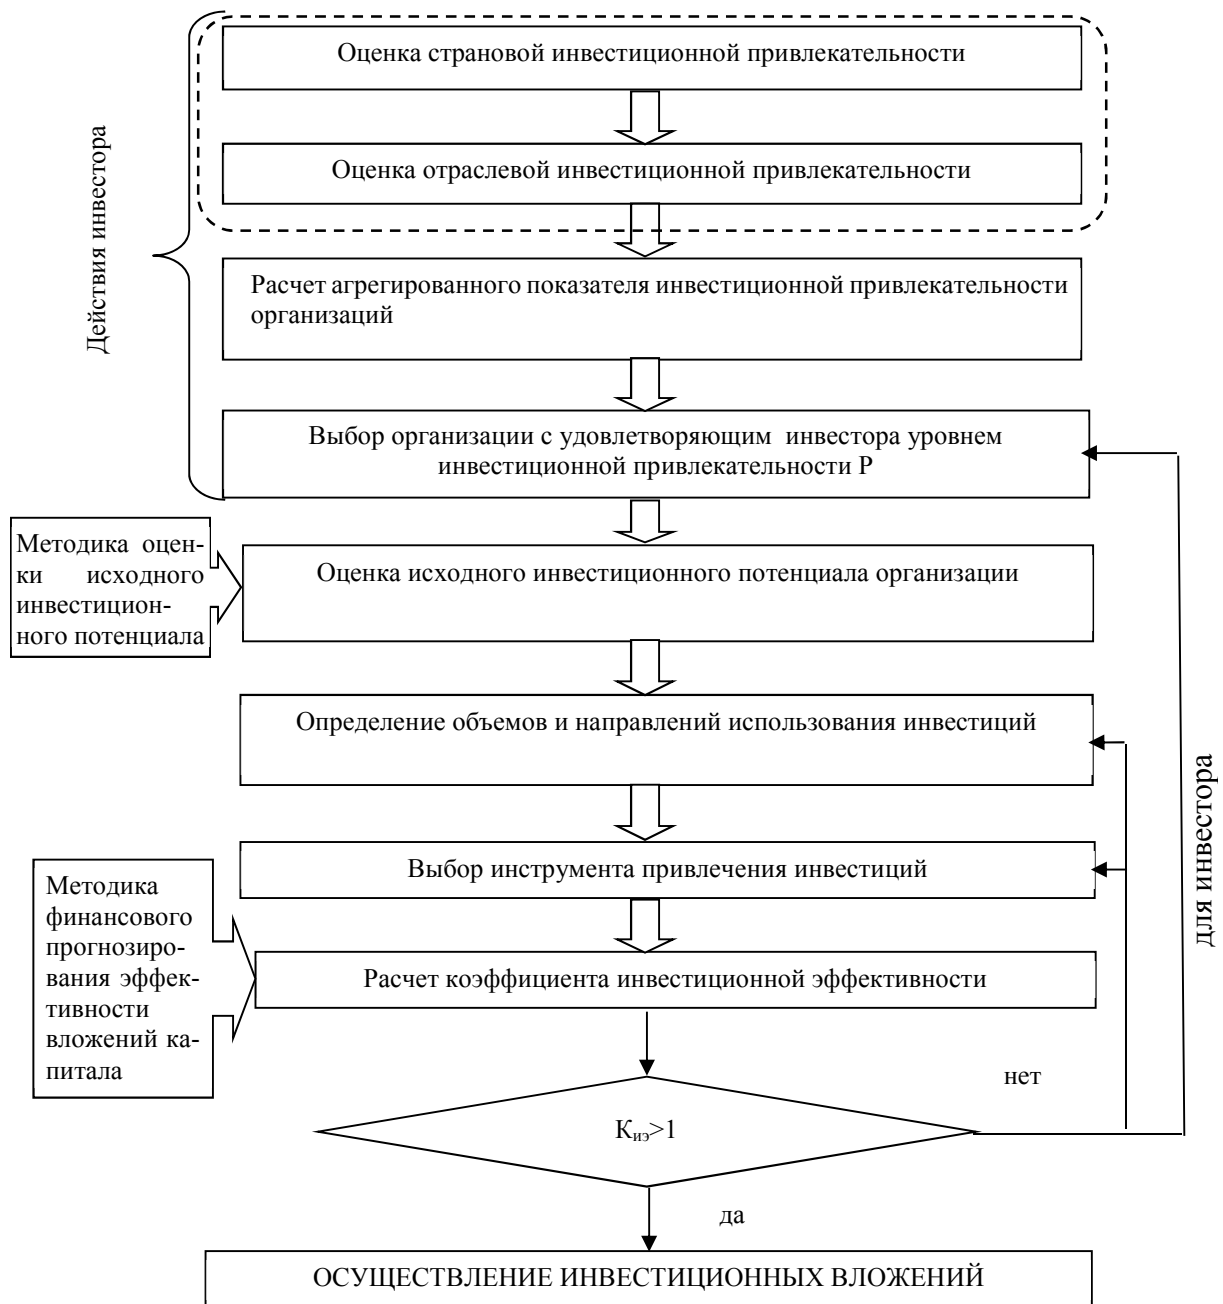 Оценка страновой инвестиционной привлекательности
Оценка отраслевой инвестиционной привлекательности
Действия инвестора
Расчет агрегированного показателя инвестиционной привлекательности
организаций
Выбор организации с удовлетворяющим инвестора уровнем
инвестиционной привлекательности P
Методика оцен-
ки исходного
инвестицион-
ного потенциала
Оценка исходного инвестиционного потенциала организации
Определение объемов и направлений использования инвестиций
для инвестора
Выбор инструмента привлечения инвестиций
Методика
финансового
прогнозиро-
вания эффек-
тивности
вложений ка-
питала
Расчет коэффициента инвестиционной эффективности
нет
Kиэ>1
да
ОСУЩЕСТВЛЕНИЕ ИНВЕСТИЦИОННЫХ ВЛОЖЕНИЙ